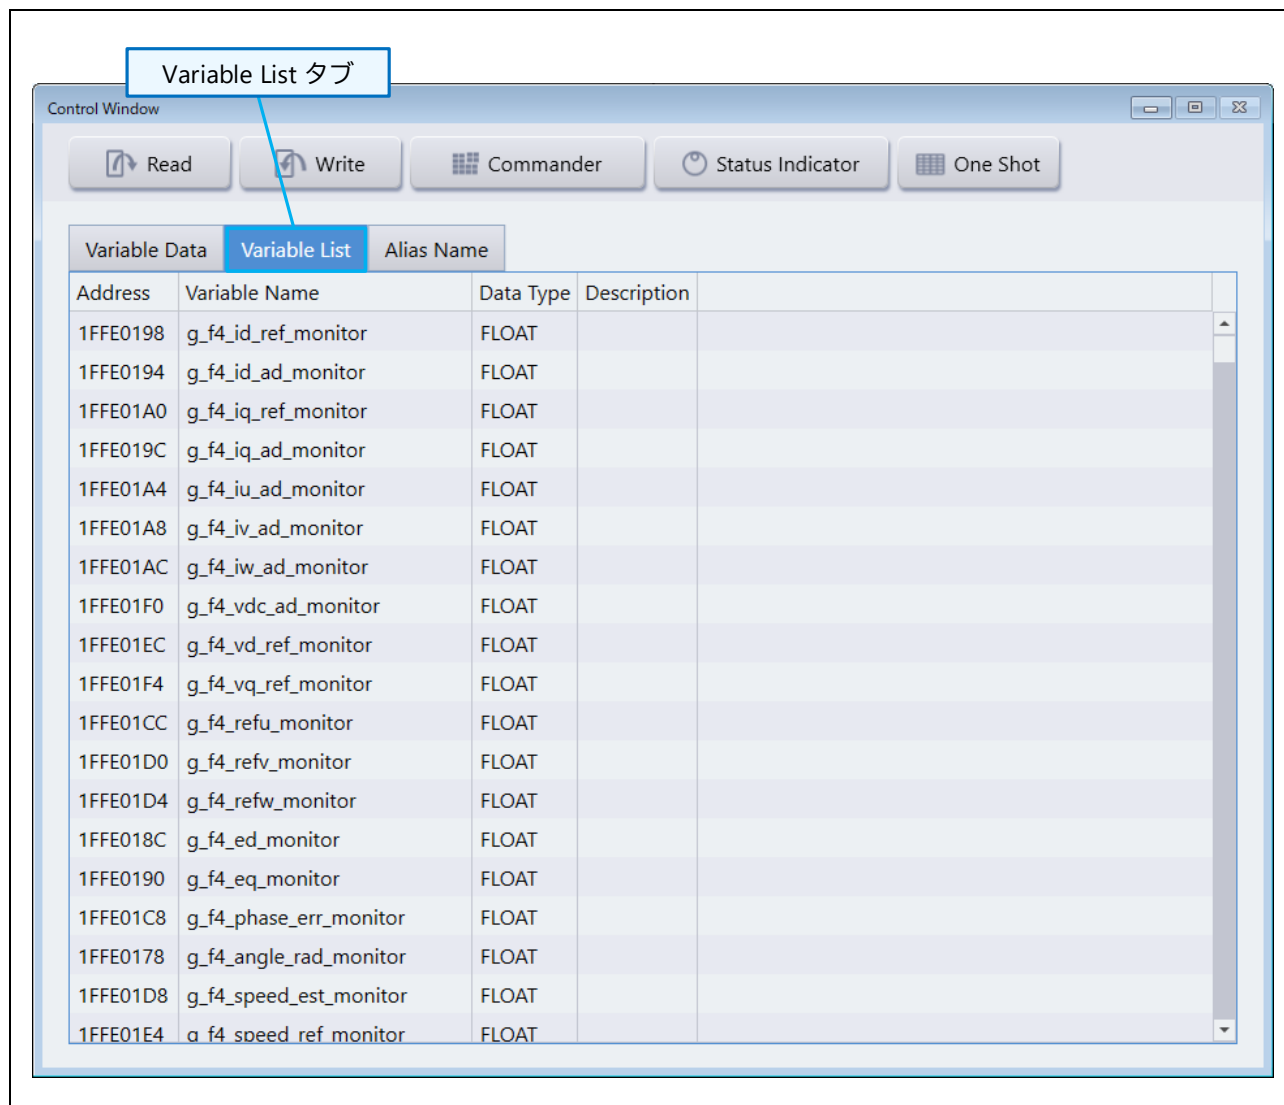 Variable List タブ
Control Window
Read Write Commander Status Indicator One Shot
Variable Data Variable List Alias Name
Address Variable Name Data Type Description
1FFE0198 g_f4_id_ref_monitor FLOAT
1FFE0194 g_f4_id_ad_monitor FLOAT
1FFE01A0 g_f4_iq_ref_monitor FLOAT
1FFE019C g_f4_iq_ad_monitor FLOAT
1FFE01A4 g_f4_iu_ad_monitor FLOAT
1FFE01A8 g_f4_iv_ad_monitor FLOAT
1FFE01AC g_f4_iw_ad_monitor FLOAT
1FFE01F0 g_f4_vdc_ad_monitor FLOAT
1FFE01EC g_f4_vd_ref_monitor FLOAT
1FFE01F4 g_f4_vq_ref_monitor FLOAT
1FFE01CC g_f4_refu_monitor FLOAT
1FFE01D0 g_f4_refv_monitor FLOAT
1FFE01D4 g_f4_refw_monitor FLOAT
1FFE018C g_f4_ed_monitor FLOAT
1FFE0190 g_f4_eq_monitor FLOAT
1FFE01C8 g_f4_phase_err_monitor FLOAT
1FFE0178 g_f4_angle_rad_monitor FLOAT
1FFE01D8 g_f4_speed_est_monitor FLOAT
1FFE01E4 g_f4_speed_ref_monitor FLOAT